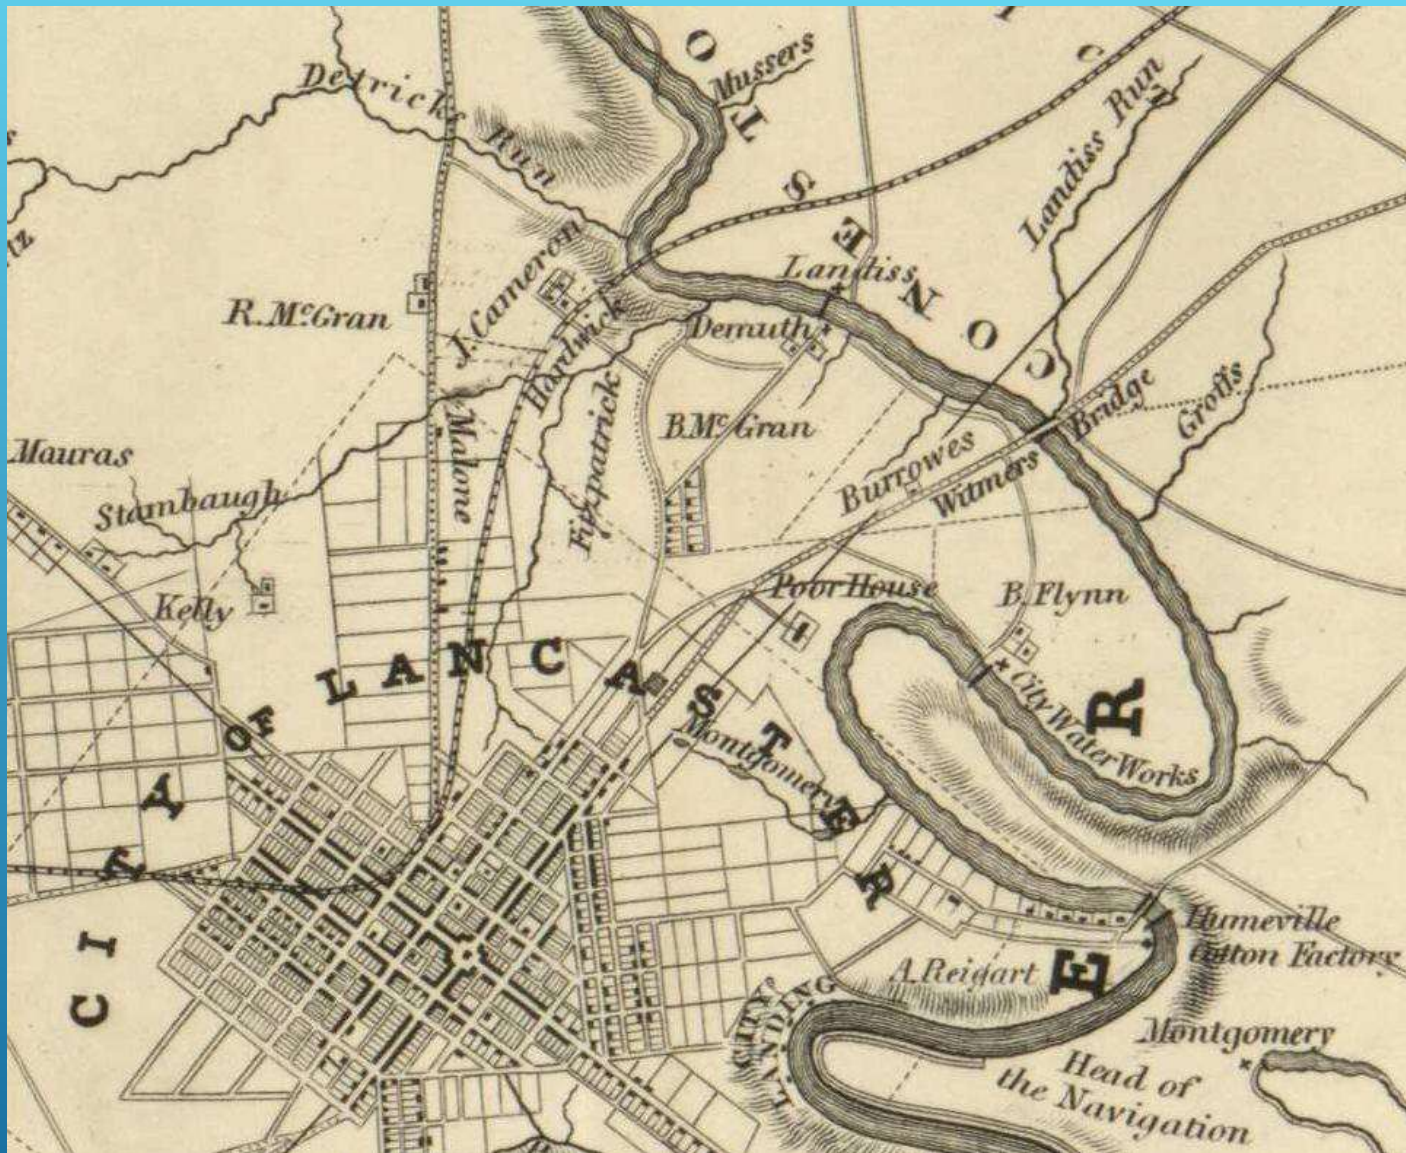 Detricks Run
Mussers
Landiss Run
CONESTO
J. Cameron
Landiss
R. McGran
Hardwick
Demuth
Malone
Fitzpatrick
B. McGran
Burrowes
Witmers Bridge
Groffs
Mauras
Stambaugh
Kelly
Poor House
B. Flynn
CITY OF LANCASTER
Montgomery
City Water Works
R
E
Humeville
Cotton Factory
A. Reigart
CITY
LANDING
Montgomery
Head of
the Navigation